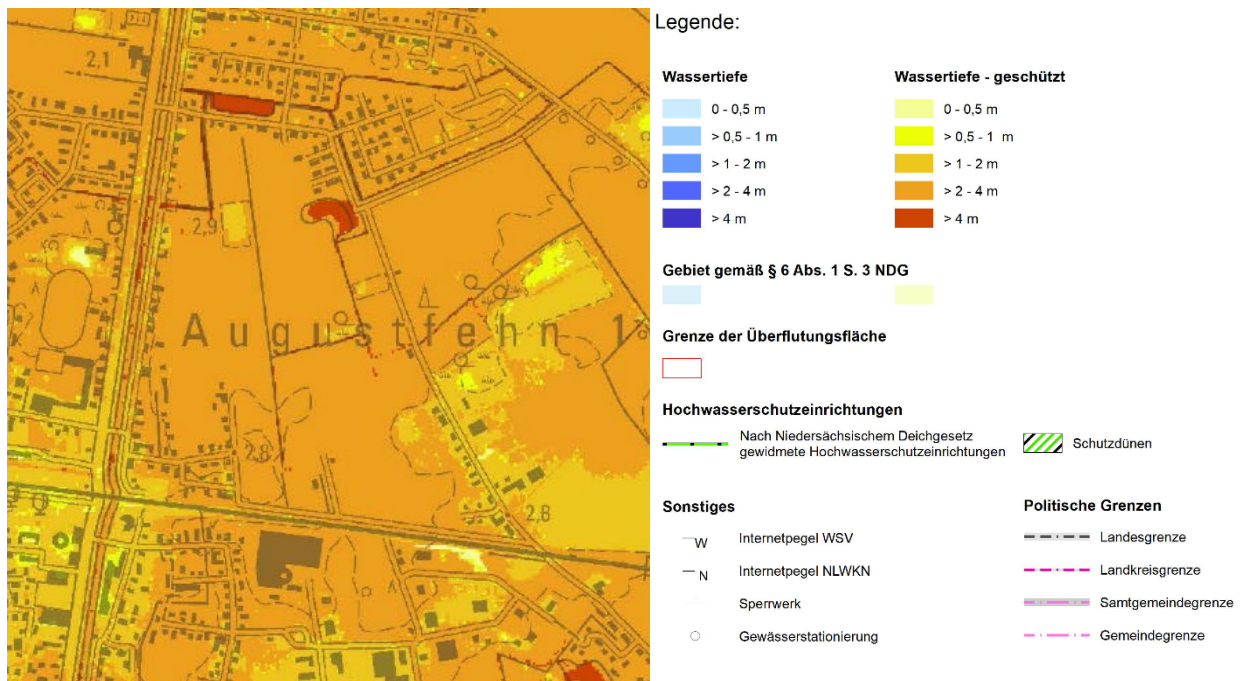 2,1
2,9
Augustfehn 1
2,8
2,8
Legende:
Wassertiefe
0 - 0,5 m
> 0,5 - 1 m
> 1 - 2 m
> 2 - 4 m
> 4 m
Wassertiefe - geschützt
0 - 0,5 m
> 0,5 - 1 m
> 1 - 2 m
> 2 - 4 m
> 4 m
Gebiet gemäß § 6 Abs. 1 S. 3 NDG
Grenze der Überflutungsfläche
Hochwasserschutzeinrichtungen
Nach Niedersächsischem Deichgesetz
gewidmete Hochwasserschutzeinrichtungen
Schutzdünen
Sonstiges
W Internetpegel WSV
N Internetpegel NLWKN
Sperrwerk
Gewässerstationierung
Politische Grenzen
Landesgrenze
Landkreisgrenze
Samtgemeindegrenze
Gemeindegrenze